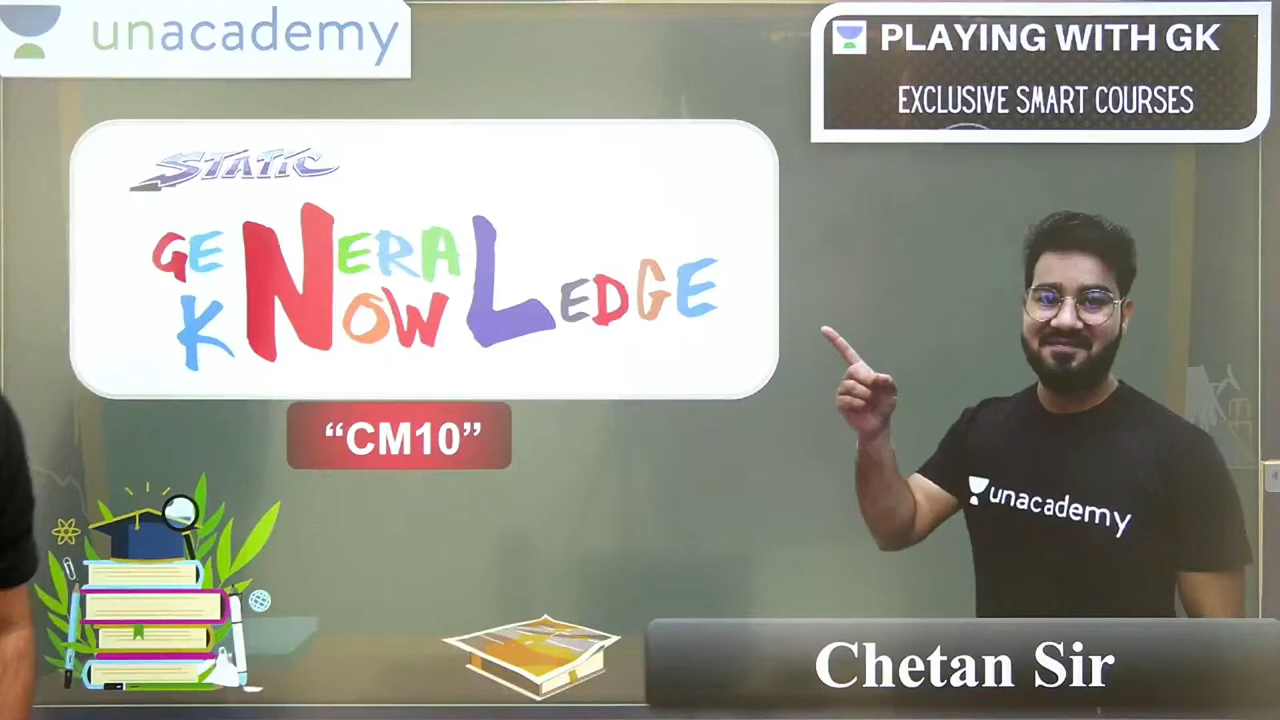 unacademy
PLAYING WITH GK
EXCLUSIVE SMART COURSES
STATIC
GENERAL
KNOWLEDGE
“CM10”
unacademy
Chetan Sir